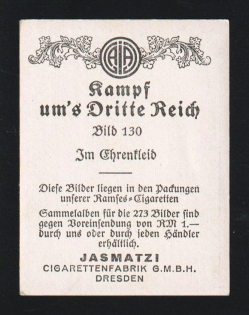 AJA
Kampf
um's Dritte Reich
Bild 130
Im Ehrenkleid
Diese Bilder liegen in den Packungen
unserer Ramses-Cigaretten
Sammelalben für die 273 Bilder sind
gegen Voreinsendung von RM 1.—
durch uns oder durch jeden Händler
erhältlich.
JASMATZI
CIGARETTENFABRIK G.M.B.H.
DRESDEN